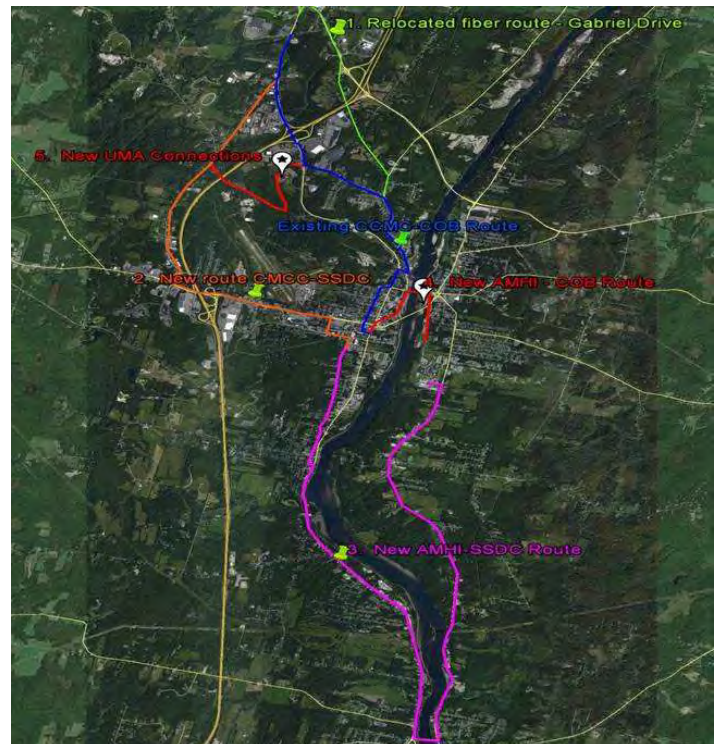 1. Relocated fiber route - Gabriel Drive
5. New UMA Connections
Existing CCMC-COB Route
2. New route CMCC-SSDC
4. New AMHI - COB Route
3. New AMHI-SSDC Route